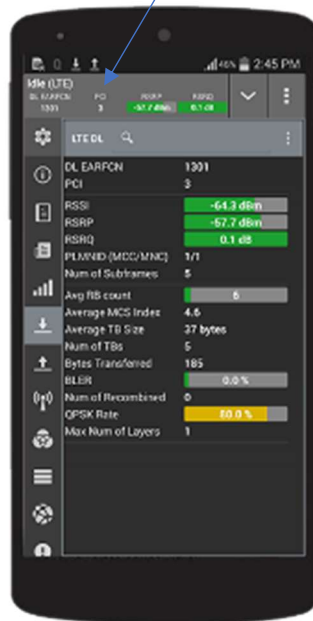 0 46% 2:45 PM
Idle (LTE)
DL EARFCN PCI RSRP RSRQ
1301 3 -57.7 dBm 0.1 dB
LTE DL
DL EARFCN 1301
PCI 3
RSSI -64.3 dBm
RSRP -57.7 dBm
RSRQ 0.1 dB
PLMNID (MCC/MNC) 1/1
Num of Subframes 5
Avg RB count 6
Average MCS Index 4.6
Average TB Size 37 bytes
Num of TBs 5
Bytes Transferred 185
BLER 0.0 %
Num of Recombined 0
QPSK Rate 80.0 %
Max Num of Layers 1